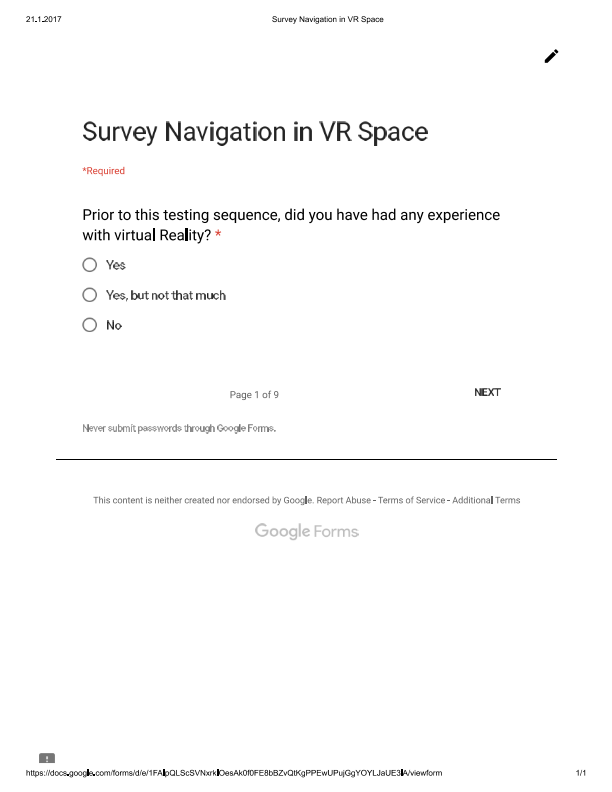 21.1.2017
Survey Navigation in VR Space
Survey Navigation in VR Space
*Required
Prior to this testing sequence, did you have had any experience
with virtual Reality? *
Yes
Yes, but not that much
No
Page 1 of 9
NEXT
Never submit passwords through Google Forms.
This content is neither created nor endorsed by Google. Report Abuse - Terms of Service - Additional Terms
Google Forms
!
https://docs.google.com/forms/d/e/1FAIpQLScSVNxrkIOesAk0f0FE8bBZvQtKgPPEwUPujGgYOYLJaUE3IA/viewform
1/1